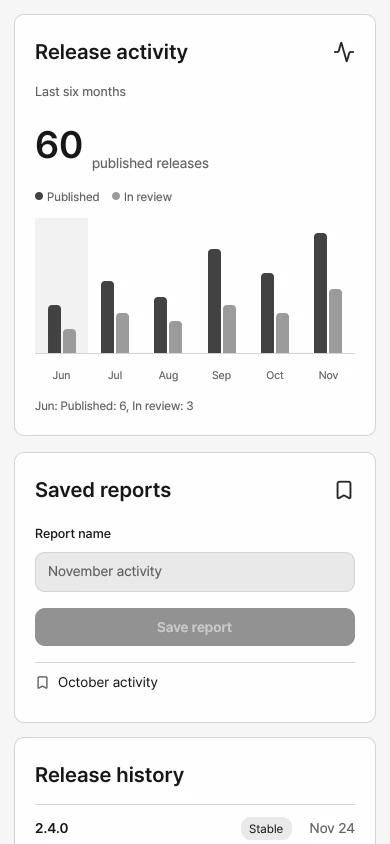 Release activity
Last six months
60 published releases
Published In review
Jun Jul Aug Sep Oct Nov
Jun: Published: 6, In review: 3
Saved reports
Report name
November activity
Save report
October activity
Release history
2.4.0 Stable Nov 24